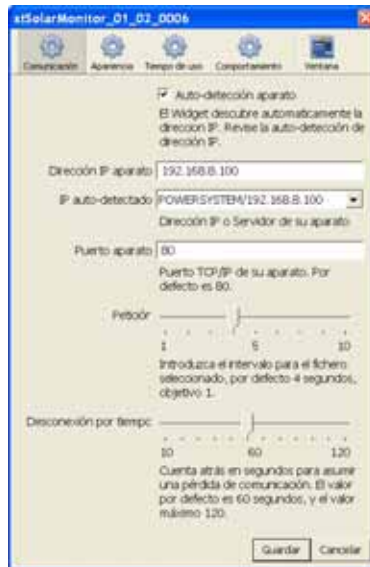 xtSolarMonitor_01_02_0006
Comunicación Apariencia Tiempo de uso Comportamiento Ventana
Auto-detección aparato
El Widget descubre automaticamente la
direccion IP. Revise la auto-detección de
dirección IP.
Dirección IP aparato 192.168.8.100
IP auto-detectado POWERSYSTEM/192.168.8.100
Dirección IP o Servidor de su aparato
Puerto aparato 80
Puerto TCP/IP de su aparato. Por
defecto es 80.
Petición
1 5 10
Introduzca el intervalo para el fichero
seleccionado, por defecto 4 segundos,
objetivo 1.
Desconexión por tiempo:
10 60 120
Cuenta atrás en segundos para asumir
una pérdida de comunicación. El valor
por defecto es 60 segundos, y el valor
máximo 120.
Guardar Cancelar